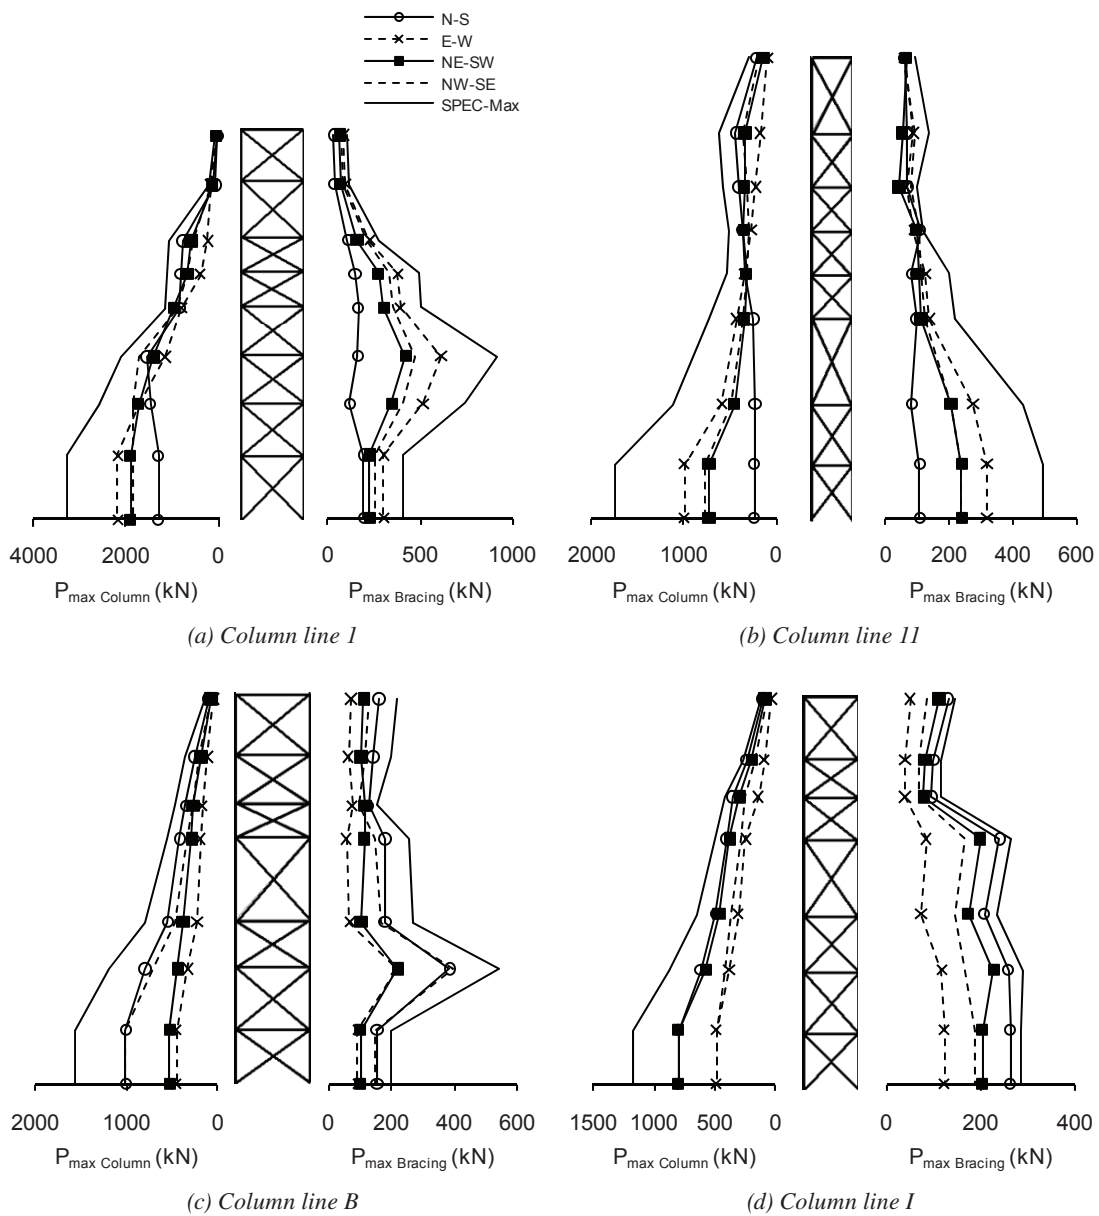 N-S
E-W
NE-SW
NW-SE
SPEC-Max
4000 2000 0 0 500 1000
P max Column (kN) P max Bracing (kN)
(a) Column line 1
2000 1000 0 0 200 400 600
P max Column (kN) P max Bracing (kN)
(b) Column line 11
2000 1000 0 0 200 400 600
P max Column (kN) P max Bracing (kN)
(c) Column line B
1500 1000 500 0 0 200 400
P max Column (kN) P max Bracing (kN)
(d) Column line I